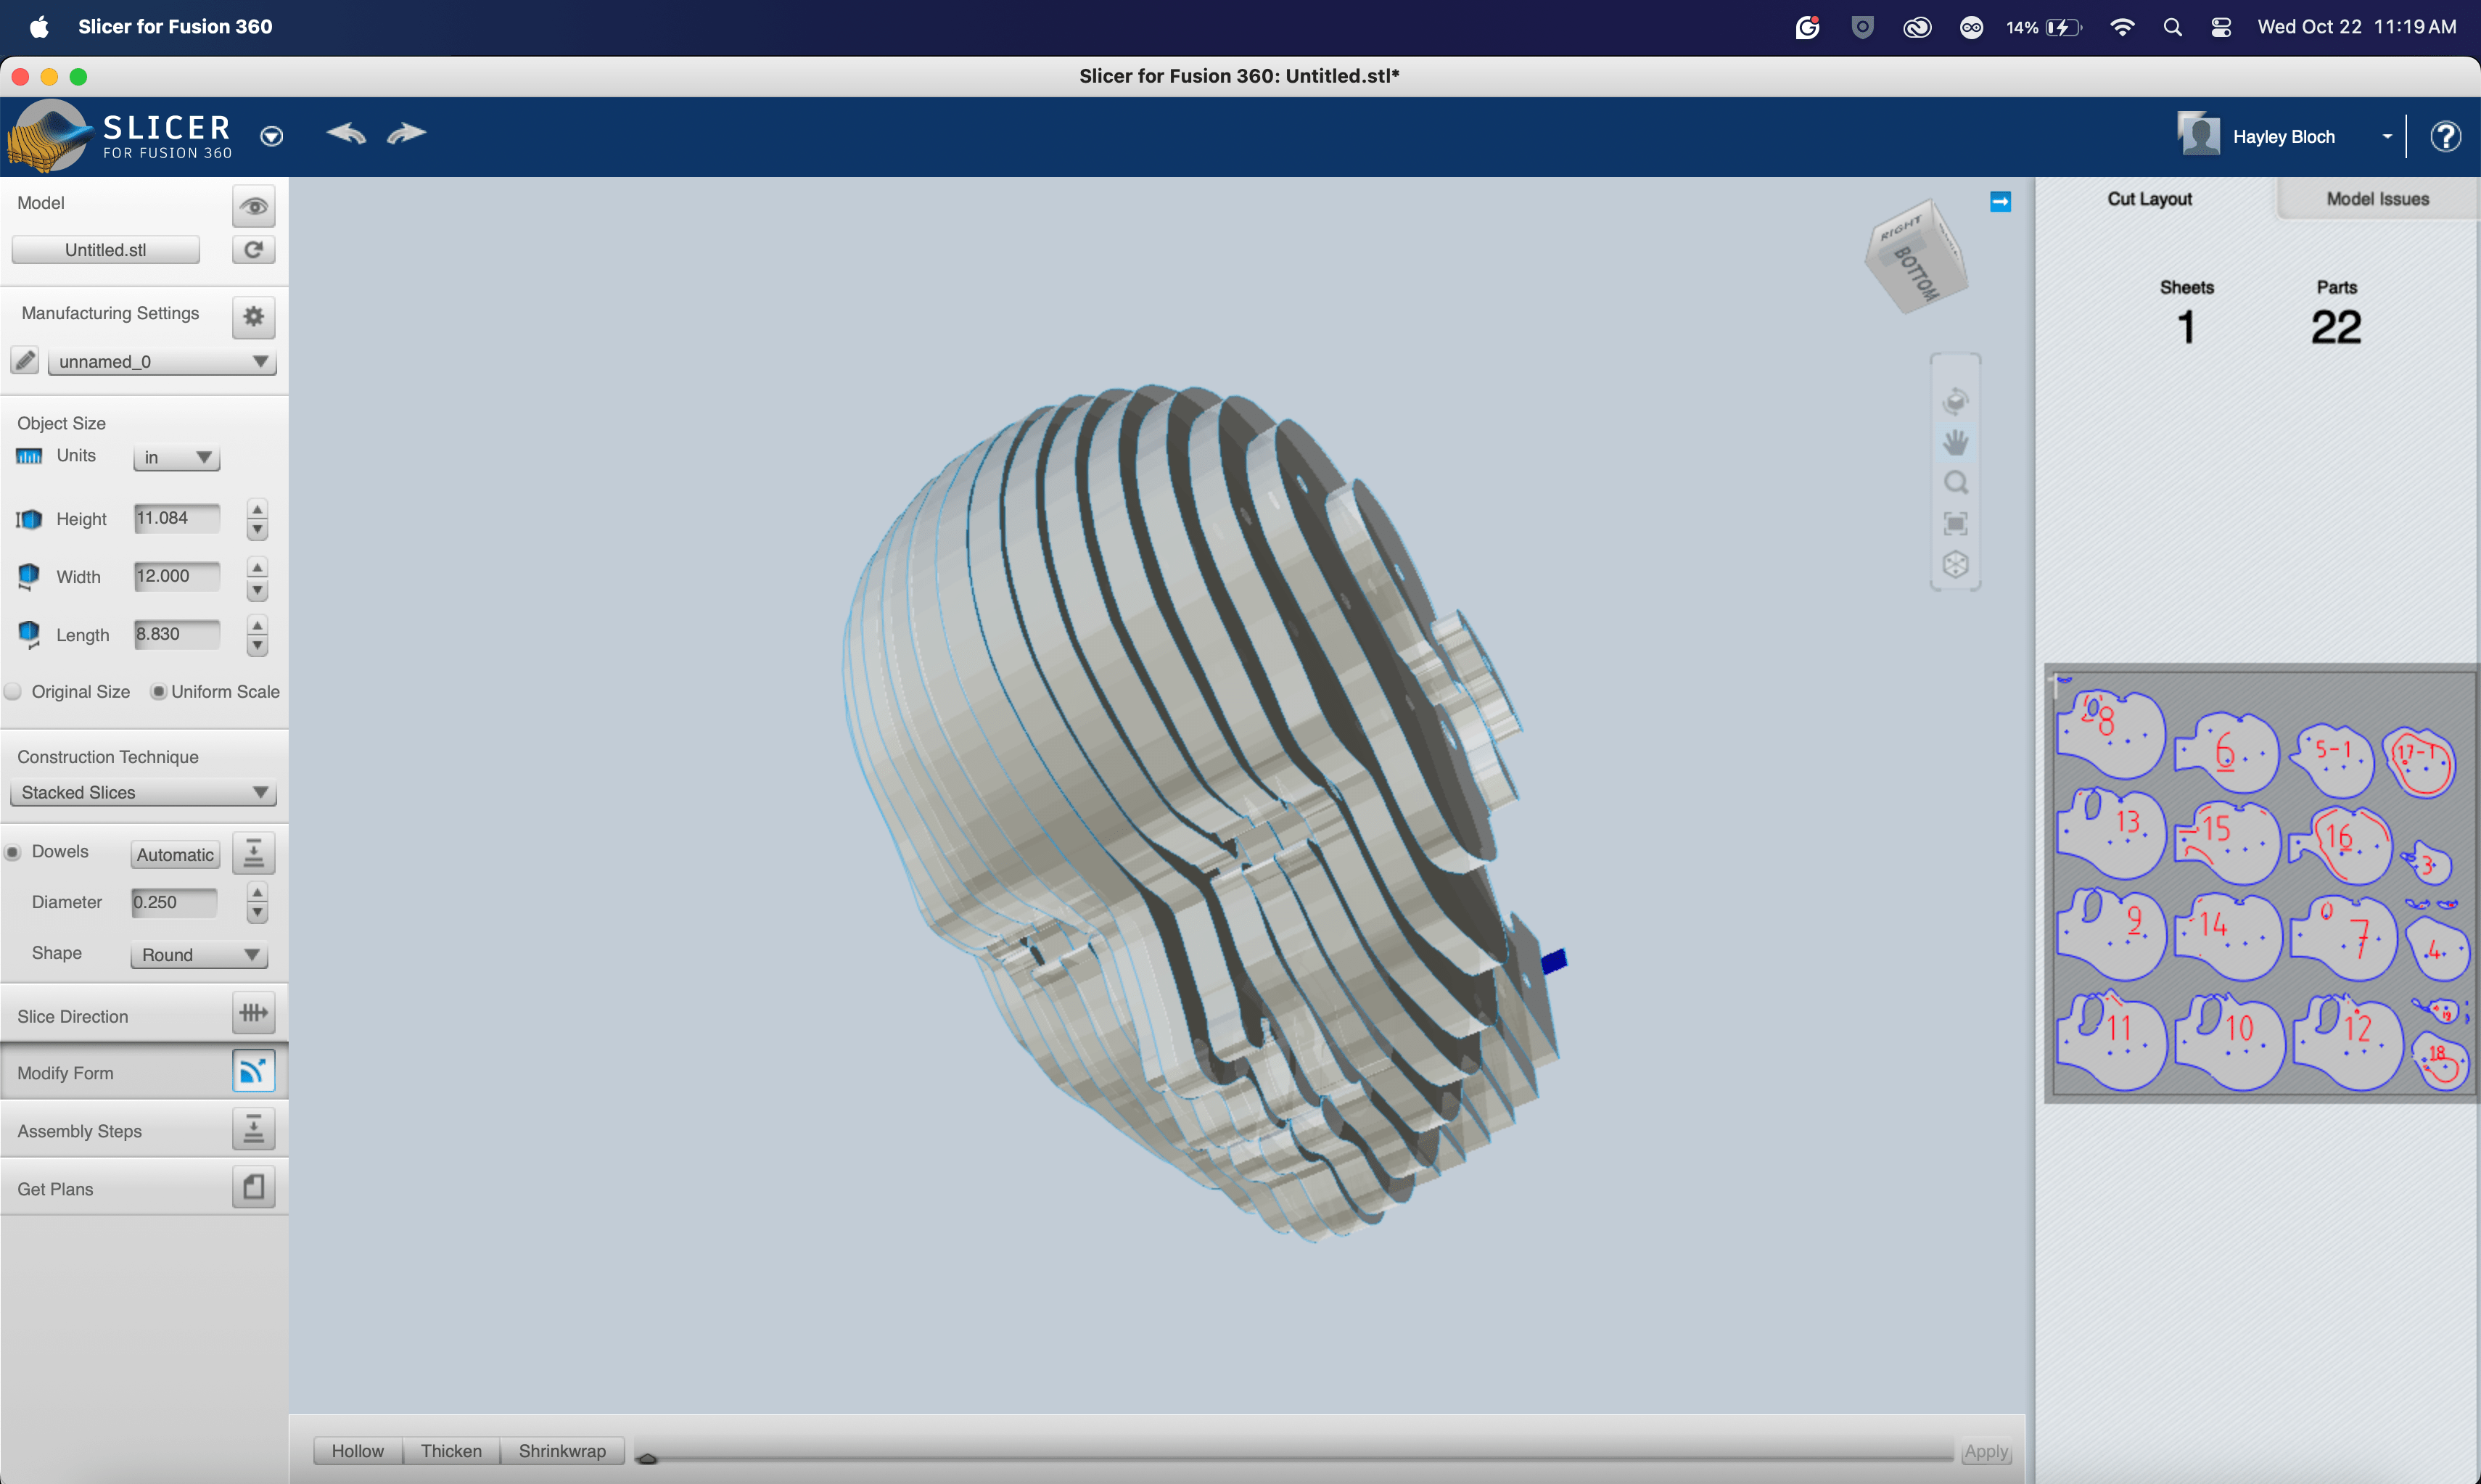 Slicer for Fusion 360
14%
Wed Oct 22 11:19 AM
Slicer for Fusion 360: Untitled.stl*
SLICER
FOR FUSION 360
Hayley Bloch
?
Model
Untitled.stl
Manufacturing Settings
unnamed_0
Object Size
Units in
Height 11.084
Width 12.000
Length 8.830
Original Size Uniform Scale
Construction Technique
Stacked Slices
Dowels Automatic
Diameter 0.250
Shape Round
Slice Direction
Modify Form
Assembly Steps
Get Plans
RIGHT
BOTTOM
Hollow Thicken Shrinkwrap
Apply
Cut Layout Model Issues
Sheets Parts
1 22
8 6 5-1 17-1
13 15 16 3
9 14 7 4
11 10 12 18